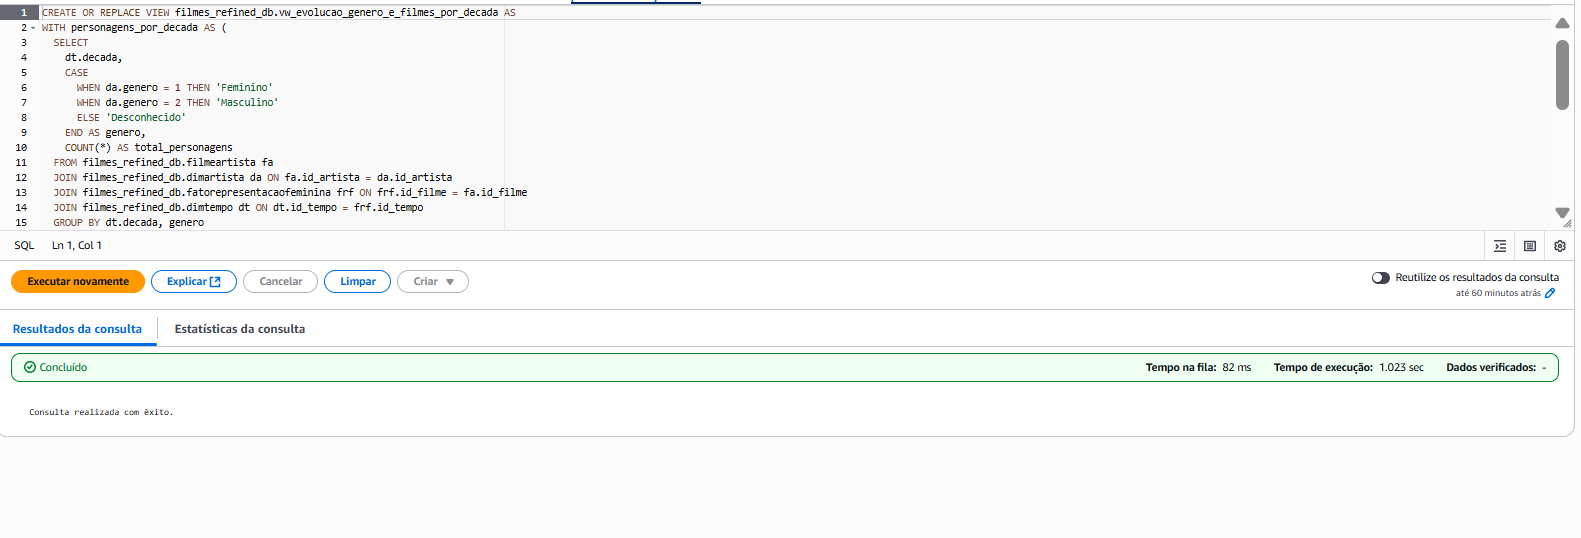 1 CREATE OR REPLACE VIEW filmes_refined_db.vw_evolucao_genero_e_filmes_por_decada AS
2 WITH personagens_por_decada AS (
3 SELECT
4 dt.decada,
5 CASE
6 WHEN da.genero = 1 THEN 'Feminino'
7 WHEN da.genero = 2 THEN 'Masculino'
8 ELSE 'Desconhecido'
9 END AS genero,
10 COUNT(*) AS total_personagens
11 FROM filmes_refined_db.filmeartista fa
12 JOIN filmes_refined_db.dimartista da ON fa.id_artista = da.id_artista
13 JOIN filmes_refined_db.fatorepresentacaofeminina frf ON frf.id_filme = fa.id_filme
14 JOIN filmes_refined_db.dimtempo dt ON dt.id_tempo = frf.id_tempo
15 GROUP BY dt.decada, genero
SQL Ln 1, Col 1
Executar novamente Explicar Cancelar Limpar Criar Reutilize os resultados da consulta
até 60 minutos atrás
Resultados da consulta Estatísticas da consulta
Concluído Tempo na fila: 82 ms Tempo de execução: 1.023 sec Dados verificados: -
Consulta realizada com êxito.